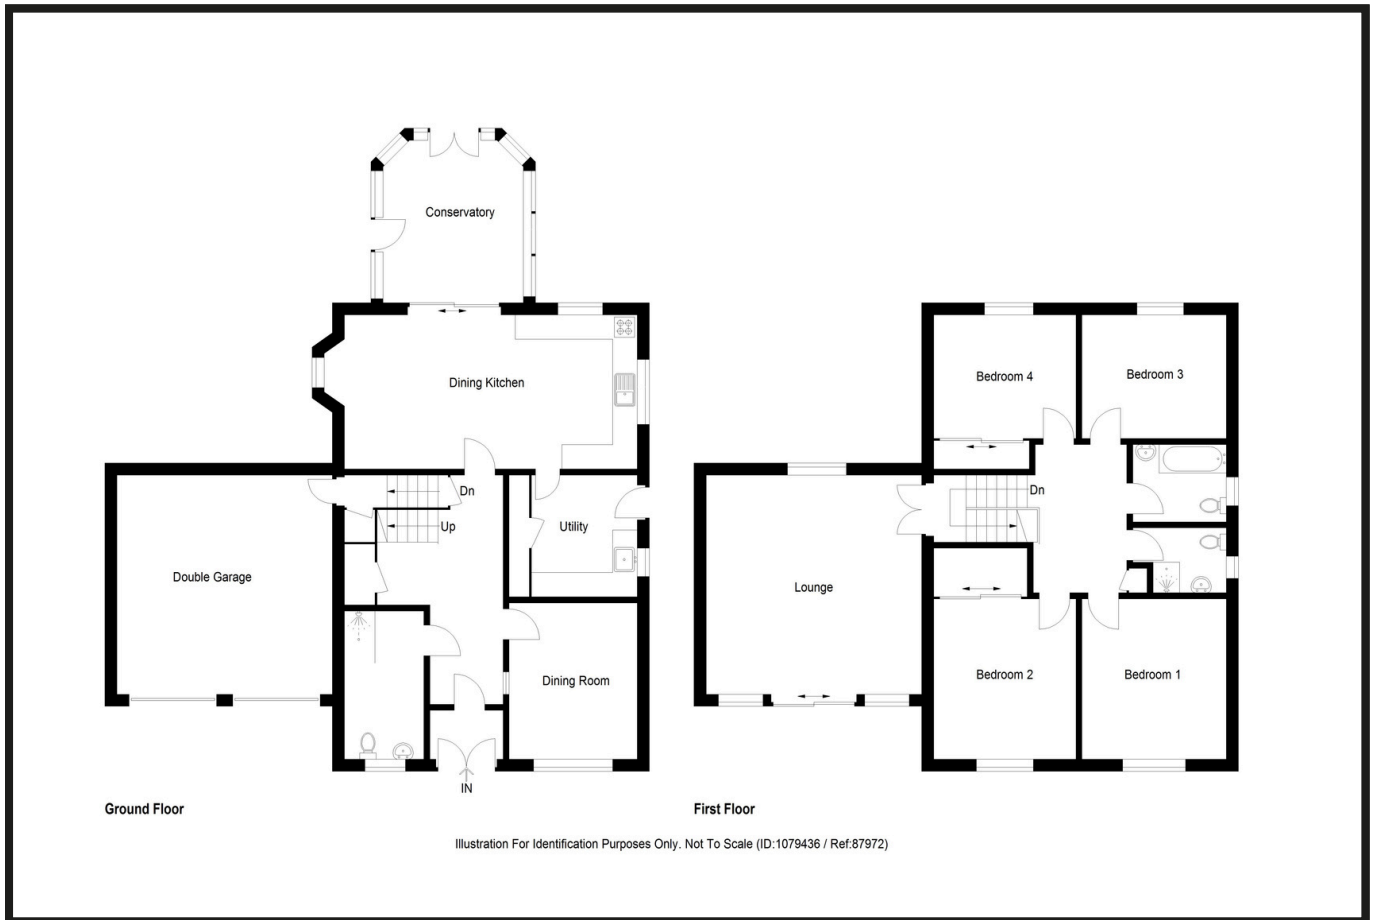 Conservatory
Dining Kitchen
Dn
Up
Utility
Double Garage
Dining Room
IN
Ground Floor
Bedroom 4
Bedroom 3
Dn
Lounge
Bedroom 2
Bedroom 1
First Floor
Illustration For Identification Purposes Only. Not To Scale (ID:1079436 / Ref:87972)